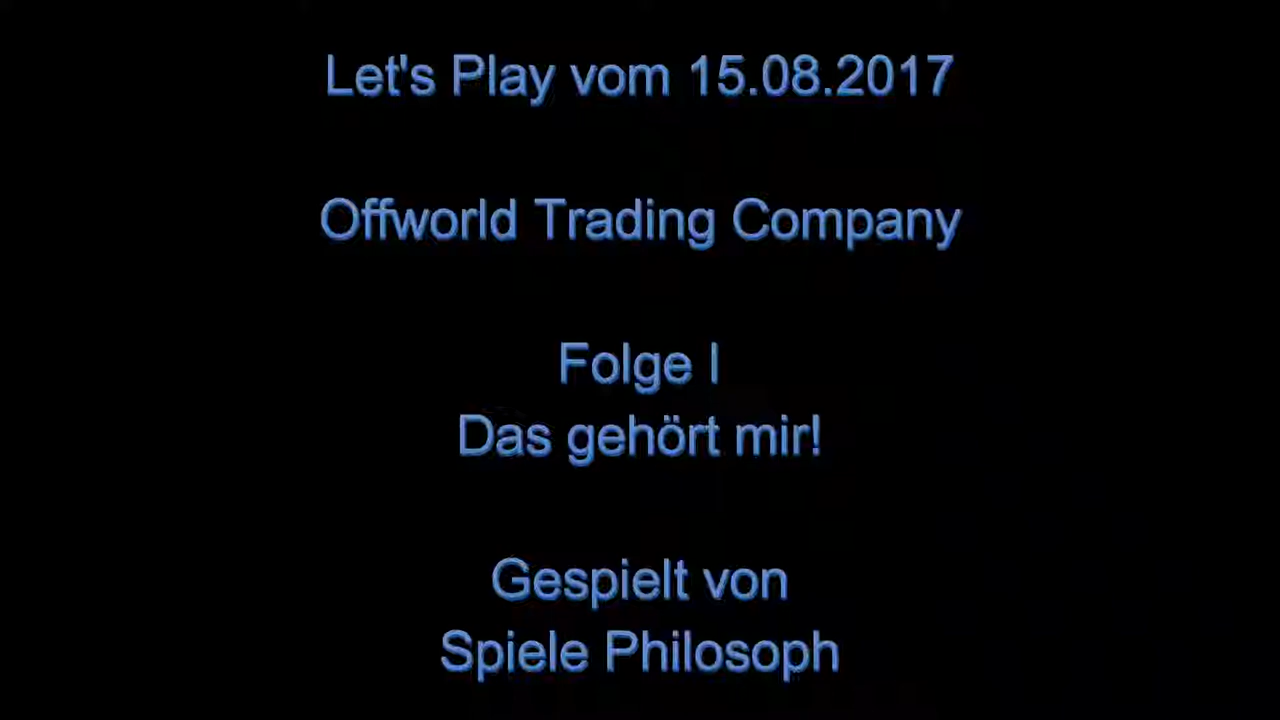 Let's Play vom 15.08.2017
Offworld Trading Company
Folge I
Das gehört mir!
Gespielt von
Spiele Philosoph